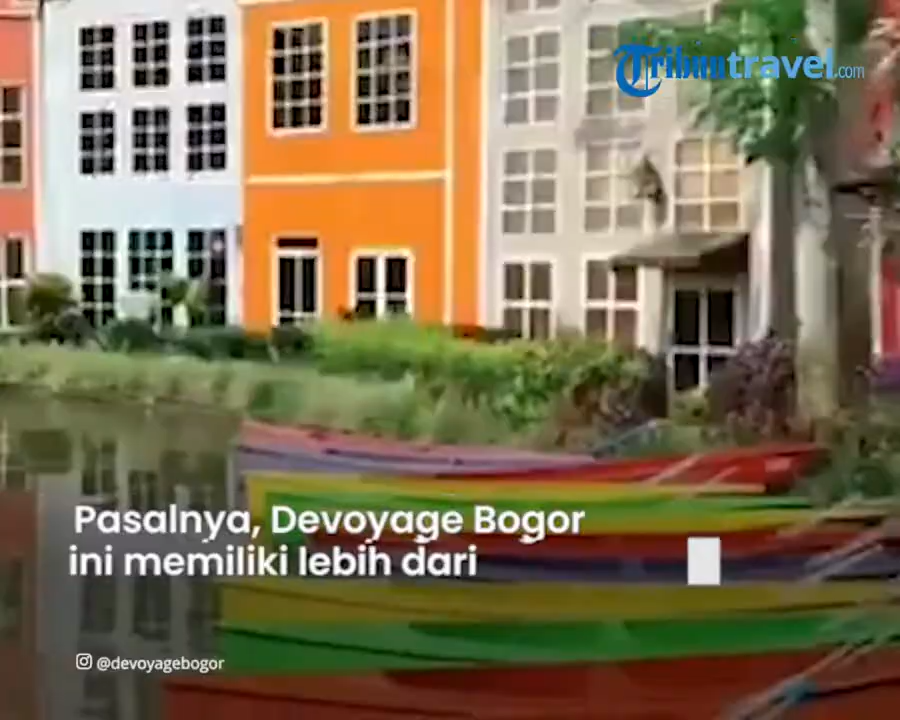 Tribuntravel.com
Pasalnya, Devoyage Bogor
ini memiliki lebih dari
@devoyagebogor